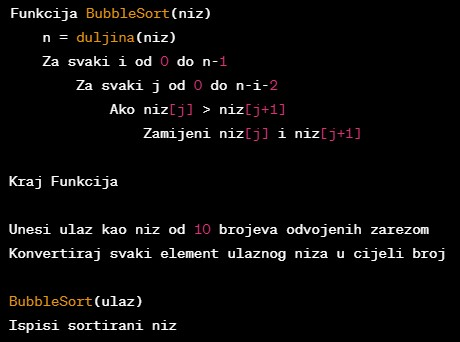 Funkcija BubbleSort(niz)
n = duljina(niz)
Za svaki i od 0 do n-1
Za svaki j od 0 do n-i-2
Ako niz[j] > niz[j+1]
Zamijeni niz[j] i niz[j+1]
Kraj Funkcija
Unesi ulaz kao niz od 10 brojeva odvojenih zarezom
Konvertiraj svaki element ulaznog niza u cijeli broj
BubbleSort(ulaz)
Ispisi sortirani niz